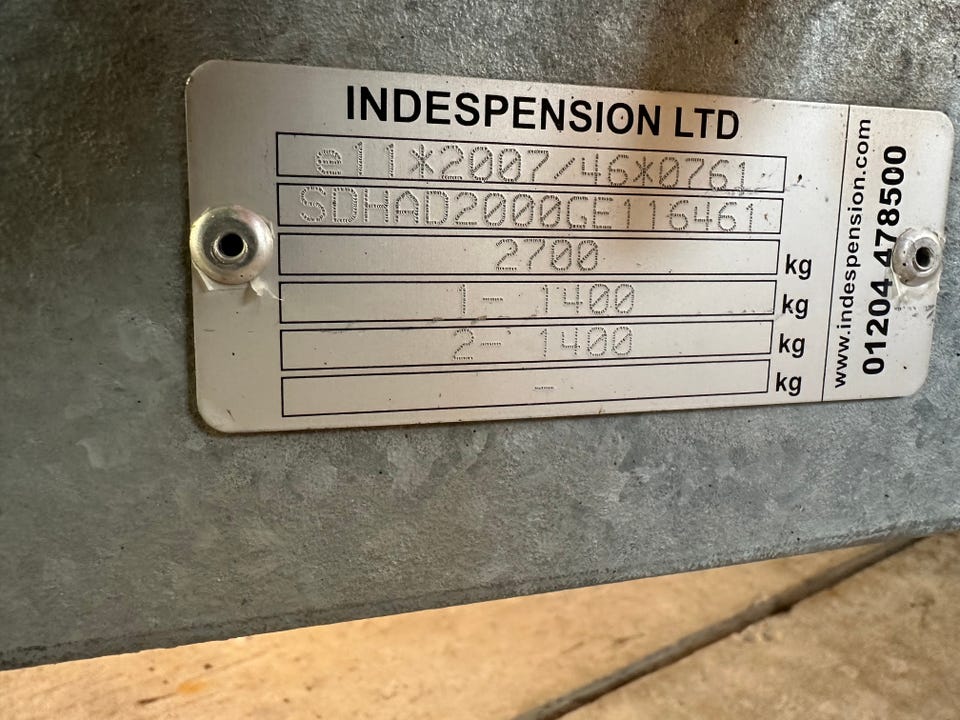 INDESPENSION LTD
e11*2007/46*0761
SDHAD2000GE116461
2700 kg
1- 1400 kg
2- 1400 kg
- kg
www.indespension.com
01204 478500